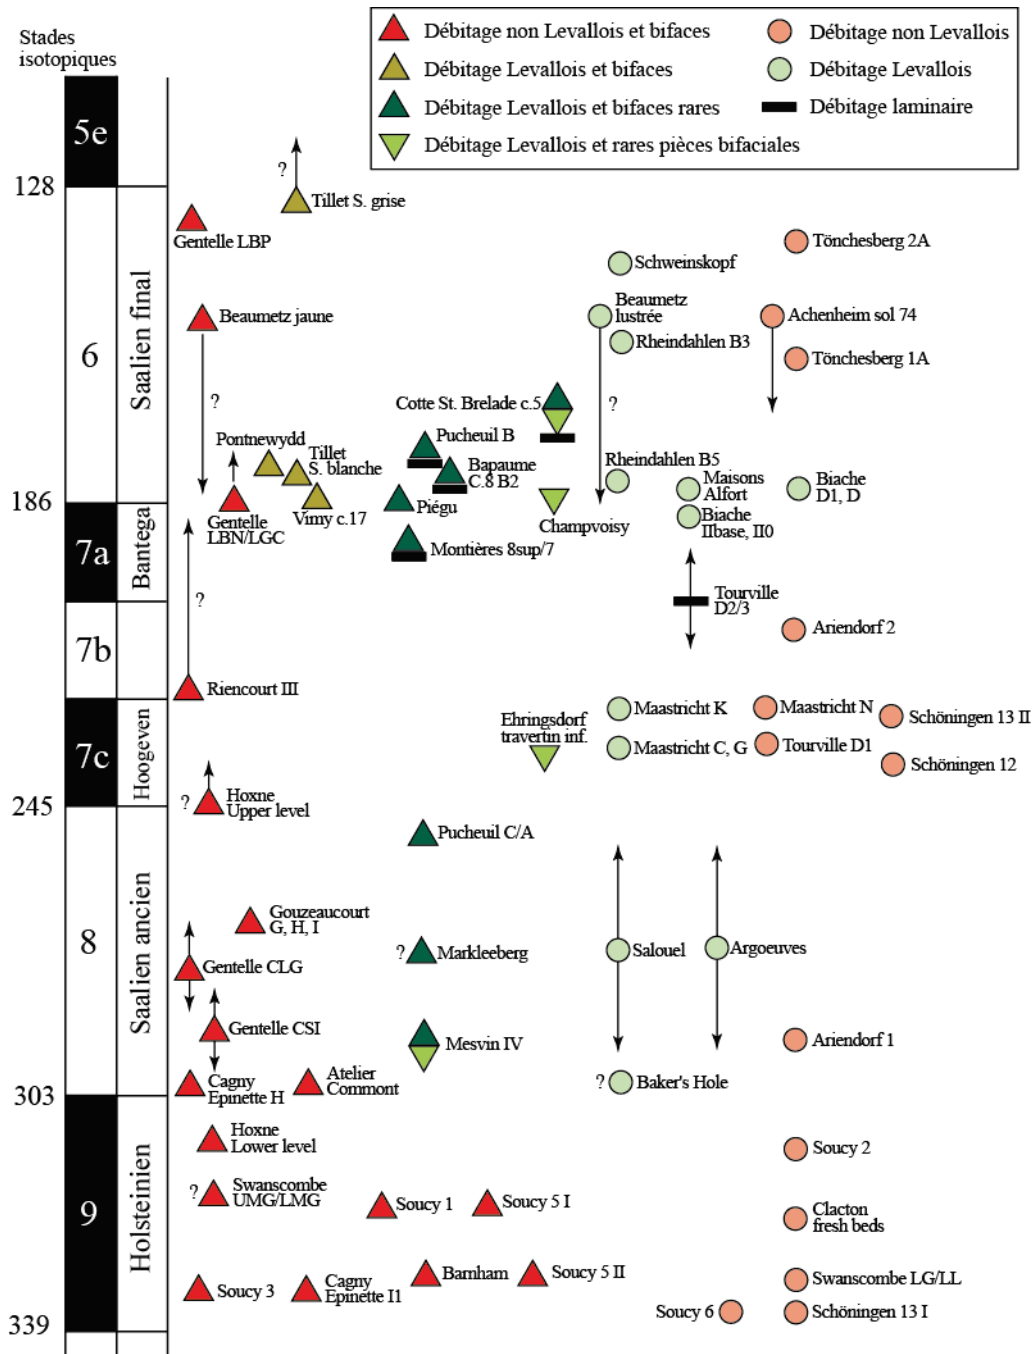 Stades
isotopiques
Débitage non Levallois et bifaces
Débitage Levallois et bifaces
Débitage Levallois et bifaces rares
Débitage Levallois et rares pièces bifaciales
Débitage non Levallois
Débitage Levallois
Débitage laminaire
5e
128
6
186
7a
7b
7c
245
8
303
9
339
Saalien final
Bantega
Hoogeven
Saalien ancien
Holsteinien
?
Tillet S. grise
Gentelle LBP
Tönchesberg 2A
Schweinskopf
Beaumetz jaune
Beaumetz
lustrée
Achenheim sol 74
Rheindahlen B3
Tönchesberg 1A
?
?
Cotte St. Brelade c.5
Pontnewydd
Tillet
S. blanche
Pucheuil B
Bapaume
C.8 B2
Rheindahlen B5
Maisons
Alfort
Biache
D1, D
Gentelle
LBN/LGC
Vimy c.17
Piégu
Champvoisy
Biache
IIbase, II0
Montières 8sup/7
?
Tourville
D2/3
Ariendorf 2
Riencourt III
Ehringsdorf
travertin inf.
Maastricht K
Maastricht N
Schöningen 13 II
Maastricht C, G
Tourville D1
Schöningen 12
?
Hoxne
Upper level
Pucheuil C/A
Gouzeaucourt
G, H, I
?
Markleeberg
Salouel
Argoeuves
Gentelle CLG
Gentelle CSI
Mesvin IV
Ariendorf 1
Cagny
Epinette H
Atelier
Commont
?
Baker's Hole
Hoxne
Lower level
Soucy 2
?
Swanscombe
UMG/LMG
Soucy 1
Soucy 5 I
Clacton
fresh beds
Soucy 3
Cagny
Epinette I1
Barnham
Soucy 5 II
Swanscombe LG/LL
Soucy 6
Schöningen 13 I